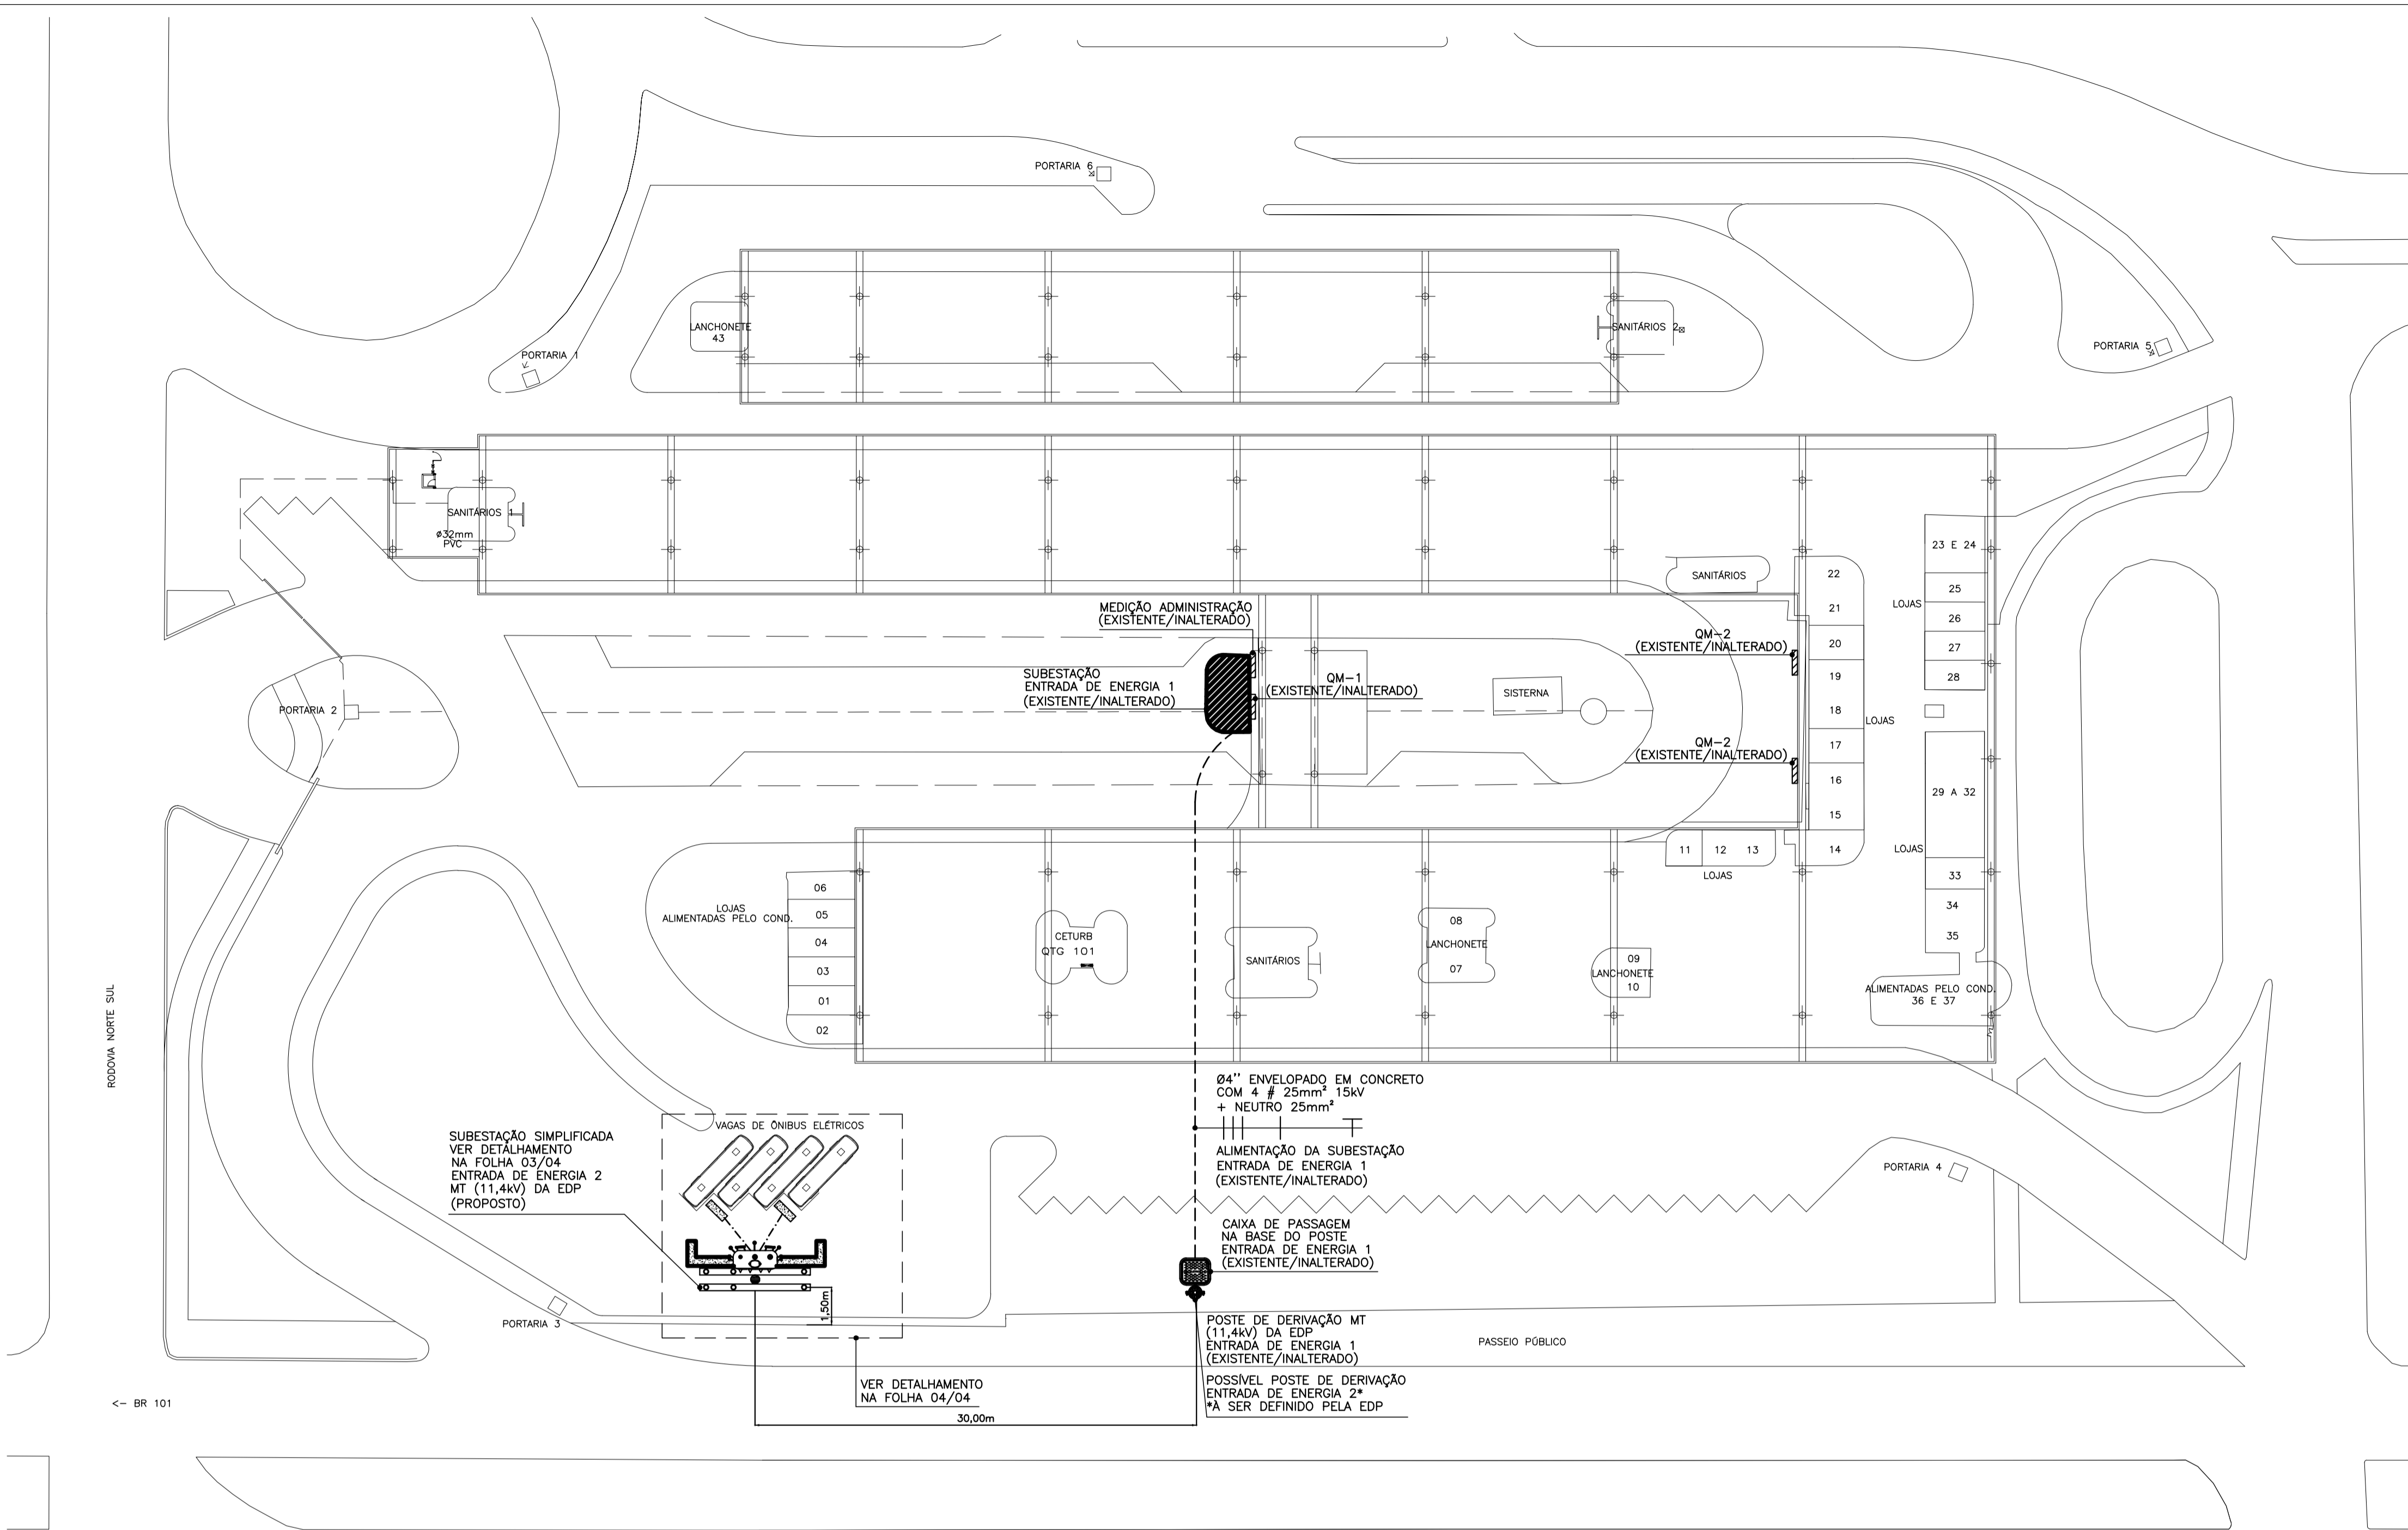 PORTARIA 6
LANCHONETE
43
SANITÁRIOS 2
PORTARIA 1
PORTARIA 5
SANITÁRIOS 1
Ø32mm
PVC
23 E 24
25
26
27
28
LOJAS
SANITÁRIOS
22
21
20
19
18
17
16
15
14
LOJAS
MEDIÇÃO ADMINISTRAÇÃO
(EXISTENTE/INALTERADO)
SUBESTAÇÃO
ENTRADA DE ENERGIA 1
(EXISTENTE/INALTERADO)
QM-1
(EXISTENTE/INALTERADO)
QM-2
(EXISTENTE/INALTERADO)
SISTERNA
QM-2
(EXISTENTE/INALTERADO)
PORTARIA 2
29 A 32
LOJAS
33
34
35
11
12
13
LOJAS
06
05
04
03
01
02
LOJAS
ALIMENTADAS PELO COND.
CETURB
QTG 101
SANITÁRIOS
08
LANCHONETE
07
09
LANCHONETE
10
ALIMENTADAS PELO COND.
36 E 37
RODOVIA NORTE SUL
Ø4'' ENVELOPADO EM CONCRETO
COM 4 # 25mm² 15kV
+ NEUTRO 25mm²
ALIMENTAÇÃO DA SUBESTAÇÃO
ENTRADA DE ENERGIA 1
(EXISTENTE/INALTERADO)
VAGAS DE ÔNIBUS ELÉTRICOS
SUBESTAÇÃO SIMPLIFICADA
VER DETALHAMENTO
NA FOLHA 03/04
ENTRADA DE ENERGIA 2
MT (11,4kV) DA EDP
(PROPOSTO)
PORTARIA 4
CAIXA DE PASSAGEM
NA BASE DO POSTE
ENTRADA DE ENERGIA 1
(EXISTENTE/INALTERADO)
1,50m
PORTARIA 3
POSTE DE DERIVAÇÃO MT
(11,4kV) DA EDP
ENTRADA DE ENERGIA 1
(EXISTENTE/INALTERADO)
PASSEIO PÚBLICO
POSSÍVEL POSTE DE DERIVAÇÃO
ENTRADA DE ENERGIA 2*
*À SER DEFINIDO PELA EDP
VER DETALHAMENTO
NA FOLHA 04/04
30,00m
<- BR 101